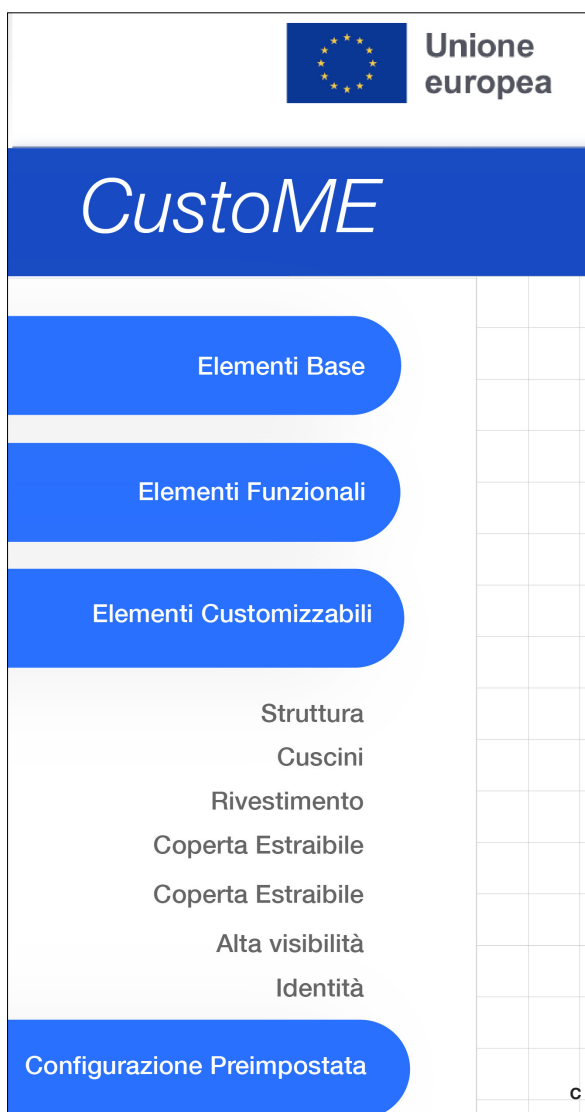 Unione
europea
CustoME
Elementi Base
Elementi Funzionali
Elementi Customizzabili
Struttura
Cuscini
Rivestimento
Coperta Estraibile
Coperta Estraibile
Alta visibilità
Identità
Configurazione Preimpostata
C